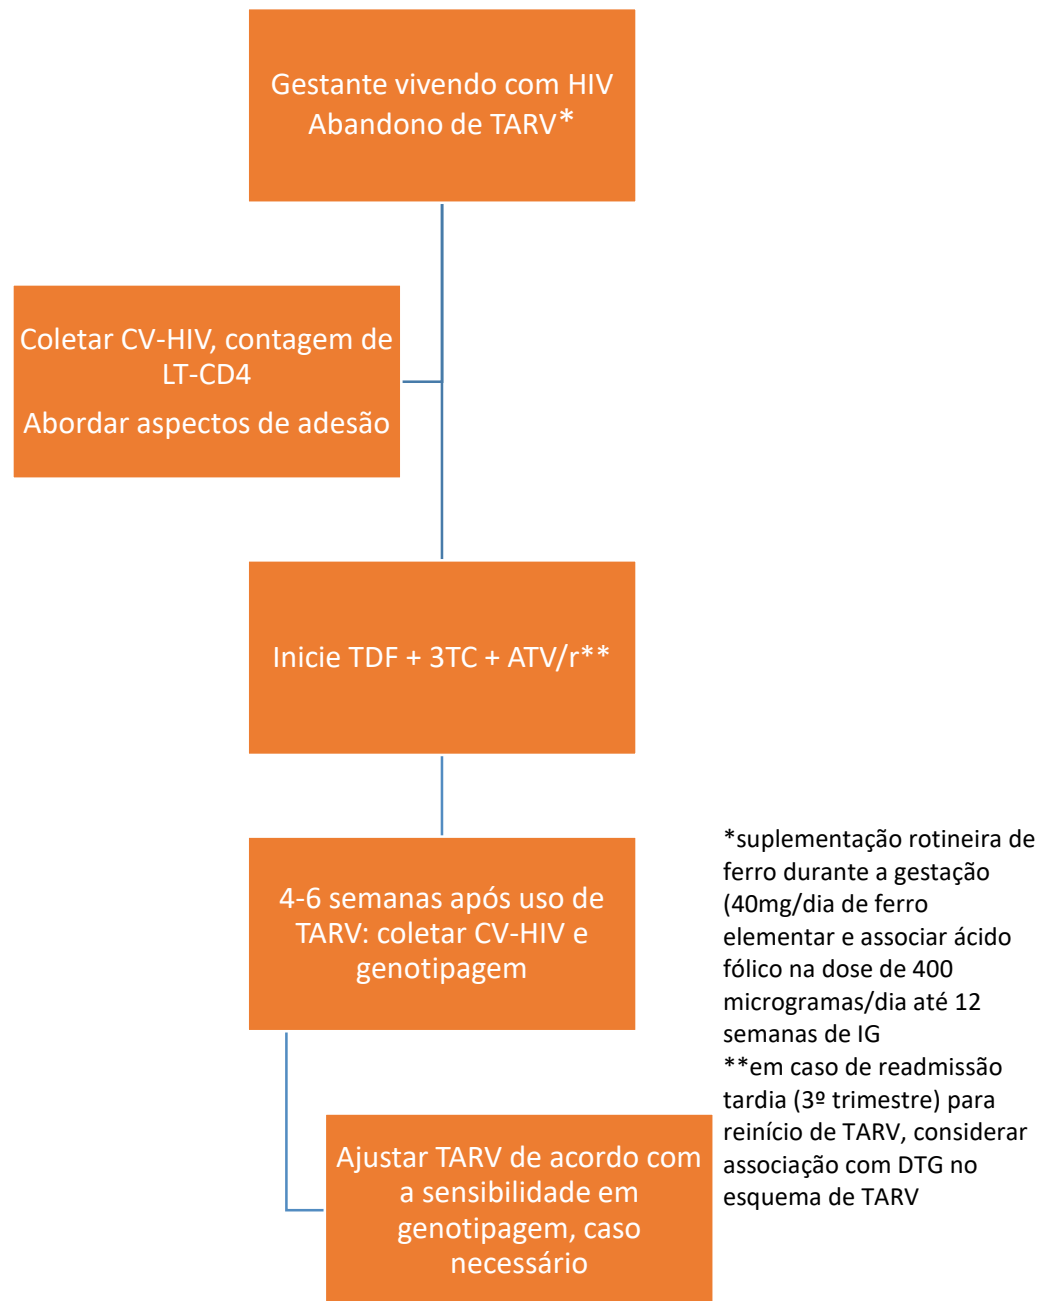 Gestante vivendo com HIV
Abandono de TARV*
Coletar CV-HIV, contagem de
LT-CD4
Abordar aspectos de adesão
Inicie TDF + 3TC + ATV/r**
4-6 semanas após uso de
TARV: coletar CV-HIV e
genotipagem
Ajustar TARV de acordo com
a sensibilidade em
genotipagem, caso
necessário
*suplementação rotineira de
ferro durante a gestação
(40mg/dia de ferro
elementar e associar ácido
fólico na dose de 400
microgramas/dia até 12
semanas de IG
**em caso de readmissão
tardia (3º trimestre) para
reinício de TARV, considerar
associação com DTG no
esquema de TARV